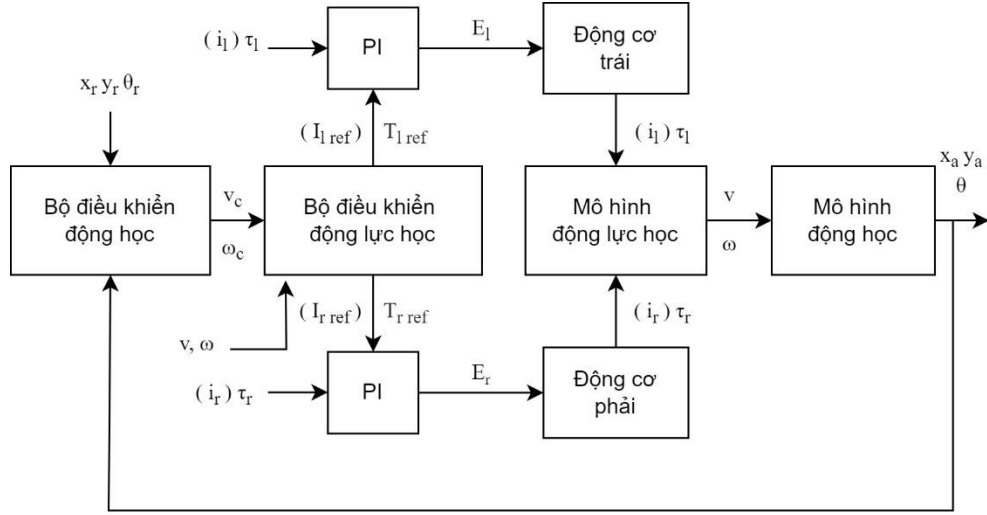 ( i_l ) τ_l
PI
E_l
Động cơ
trái
x_r y_r θ_r
( I_l ref )
T_l ref
( i_l ) τ_l
Bộ điều khiển
động học
v_c
ω_c
Bộ điều khiển
động lực học
Mô hình
động lực học
v
ω
Mô hình
động học
x_a y_a
θ
( I_r ref )
T_r ref
( i_r ) τ_r
v, ω
( i_r ) τ_r
PI
E_r
Động cơ
phải